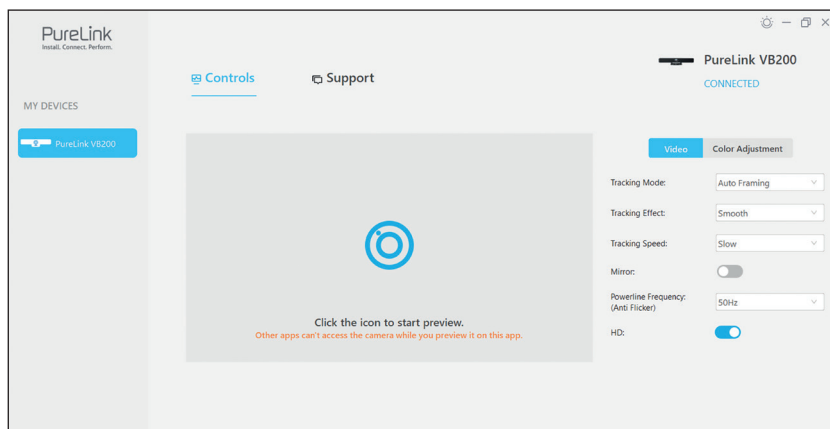 PureLink
Install. Connect. Perform.
MY DEVICES
PureLink VB200
Controls
Support
PureLink VB200
CONNECTED
Click the icon to start preview.
Other apps can't access the camera while you preview it on this app.
Video
Color Adjustment
Tracking Mode:
Auto Framing
Tracking Effect:
Smooth
Tracking Speed:
Slow
Mirror:
Powerline Frequency:
(Anti Flicker)
50Hz
HD: